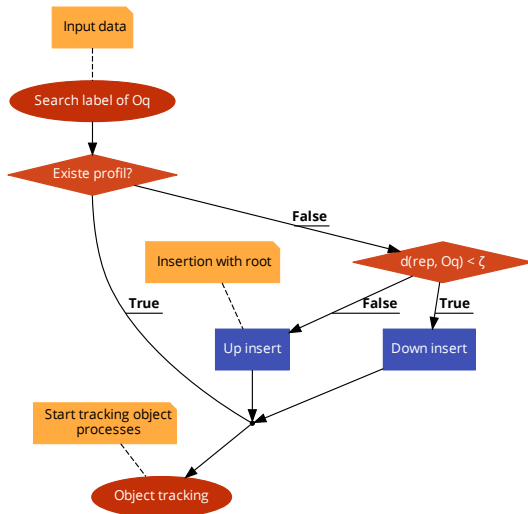 Input data
Search label of Oq
Existe profil?
False
d(rep, Oq) < ζ
Insertion with root
True
False
True
Up insert
Down insert
Start tracking object
processes
Object tracking